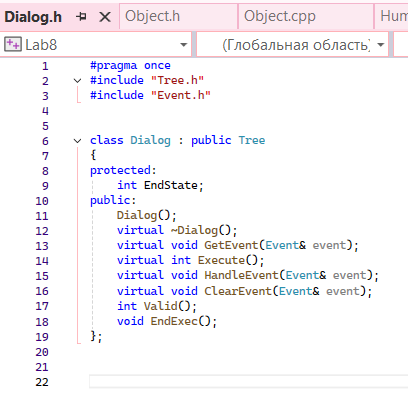 Dialog.h
Object.h
Object.cpp
Hum
Lab8
(Глобальная область)
1 #pragma once
2 #include "Tree.h"
3 #include "Event.h"
4
5
6 class Dialog : public Tree
7 {
8 protected:
9 int EndState;
10 public:
11 Dialog();
12 virtual ~Dialog();
13 virtual void GetEvent(Event& event);
14 virtual int Execute();
15 virtual void HandleEvent(Event& event);
16 virtual void ClearEvent(Event& event);
17 int Valid();
18 void EndExec();
19 };
20
21
22